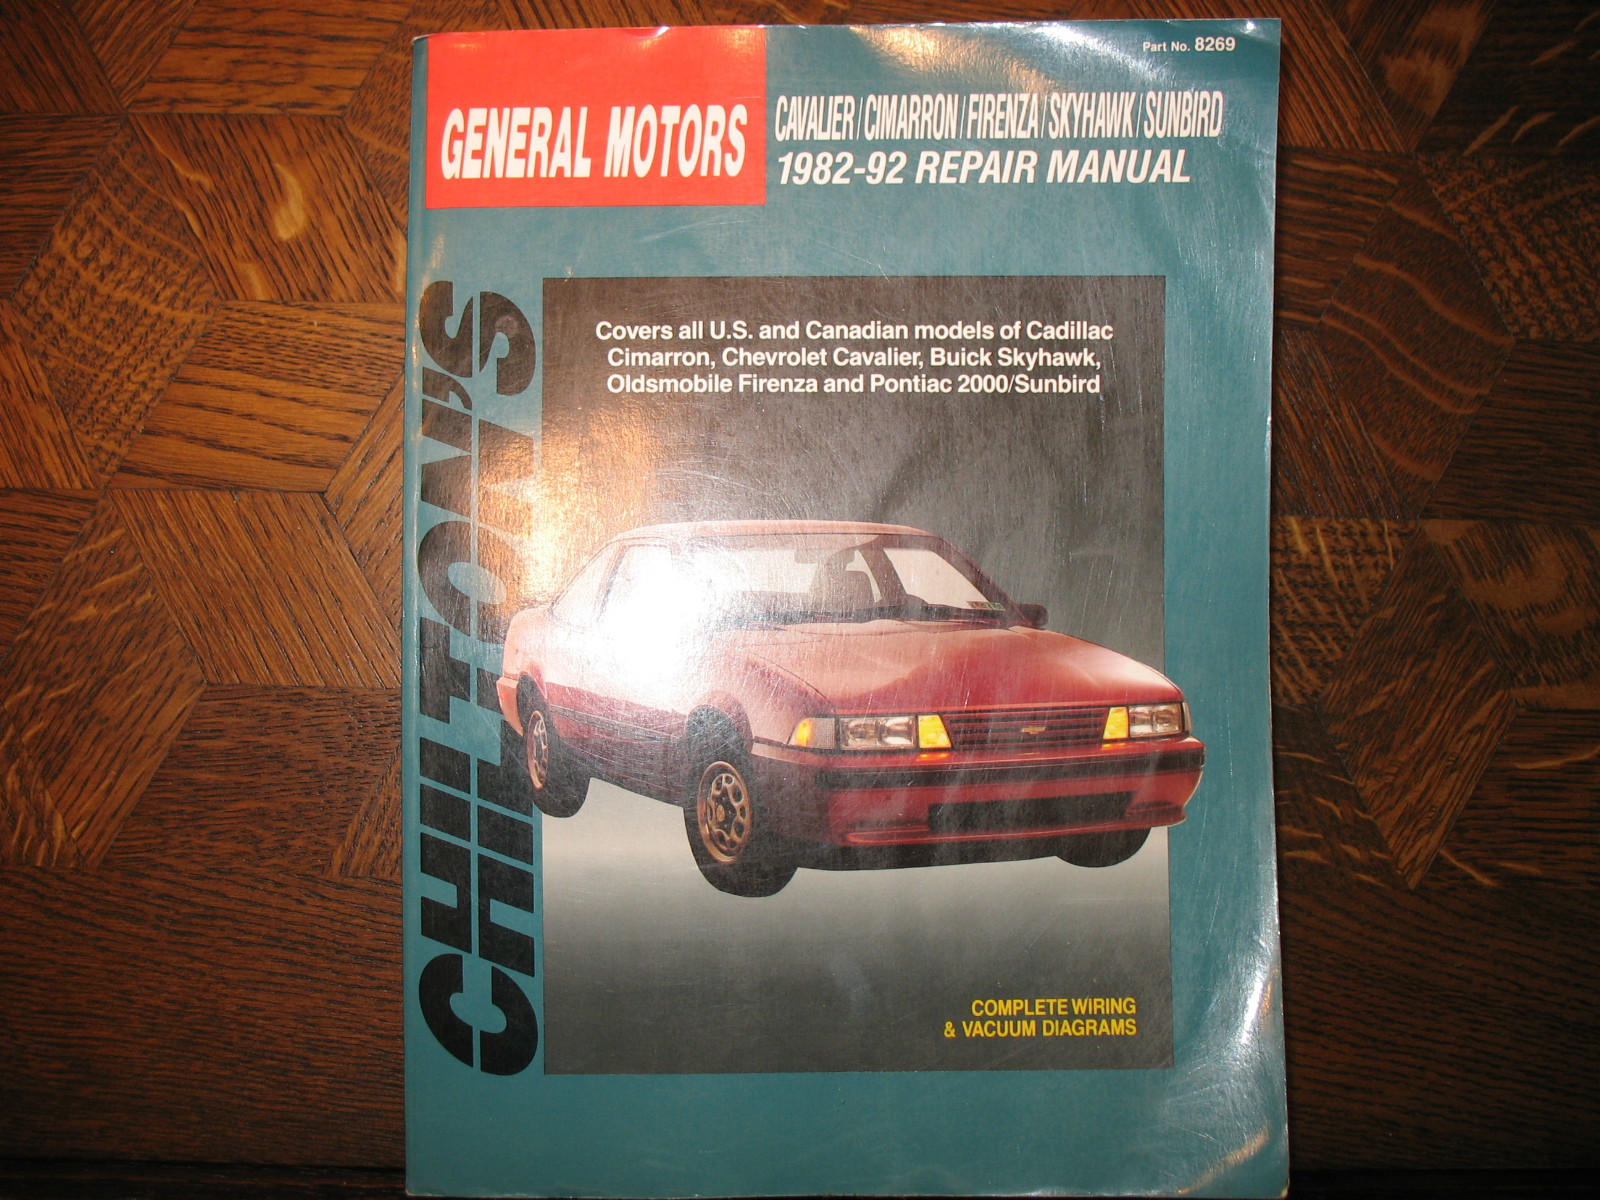 Part No. 8269
GENERAL MOTORS
CAVALIER/CIMARRON/FIRENZA/SKYHAWK/SUNBIRD
1982-92 REPAIR MANUAL
CHILTON'S
Covers all U.S. and Canadian models of Cadillac
Cimarron, Chevrolet Cavalier, Buick Skyhawk,
Oldsmobile Firenza and Pontiac 2000/Sunbird
COMPLETE WIRING
& VACUUM DIAGRAMS